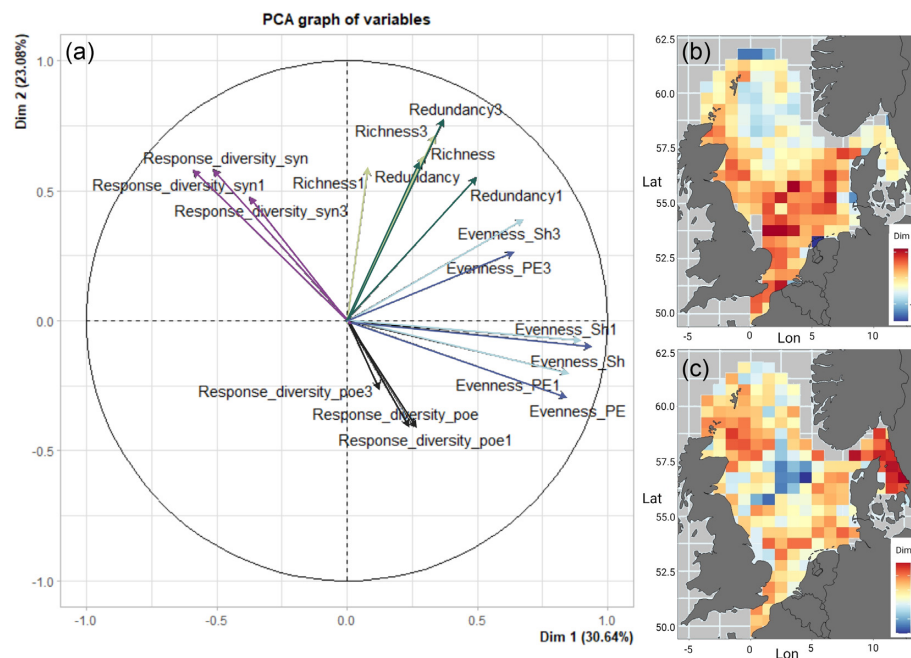 PCA graph of variables
(a)
Dim 2 (23.08%)
1.0
0.5
0.0
-0.5
-1.0
Redundancy3
Richness3
Richness
Response_diversity_syn
Richness1
Redundancy
Response_diversity_syn1
Redundancy1
Response_diversity_syn3
Evenness_Sh3
Evenness_PE3
Evenness_Sh1
Evenness_Sh
Evenness_PE1
Evenness_PE
Response_diversity_poe3
Response_diversity_poe
Response_diversity_poe1
-1.0 -0.5 0.0 0.5 1.0
Dim 1 (30.64%)
(b)
62.5
60.0
57.5
Lat
55.0
52.5
50.0
Dim
-5 0 5 10
Lon
(c)
62.5
60.0
57.5
Lat
55.0
52.5
50.0
Dim
-5 0 5 10
Lon